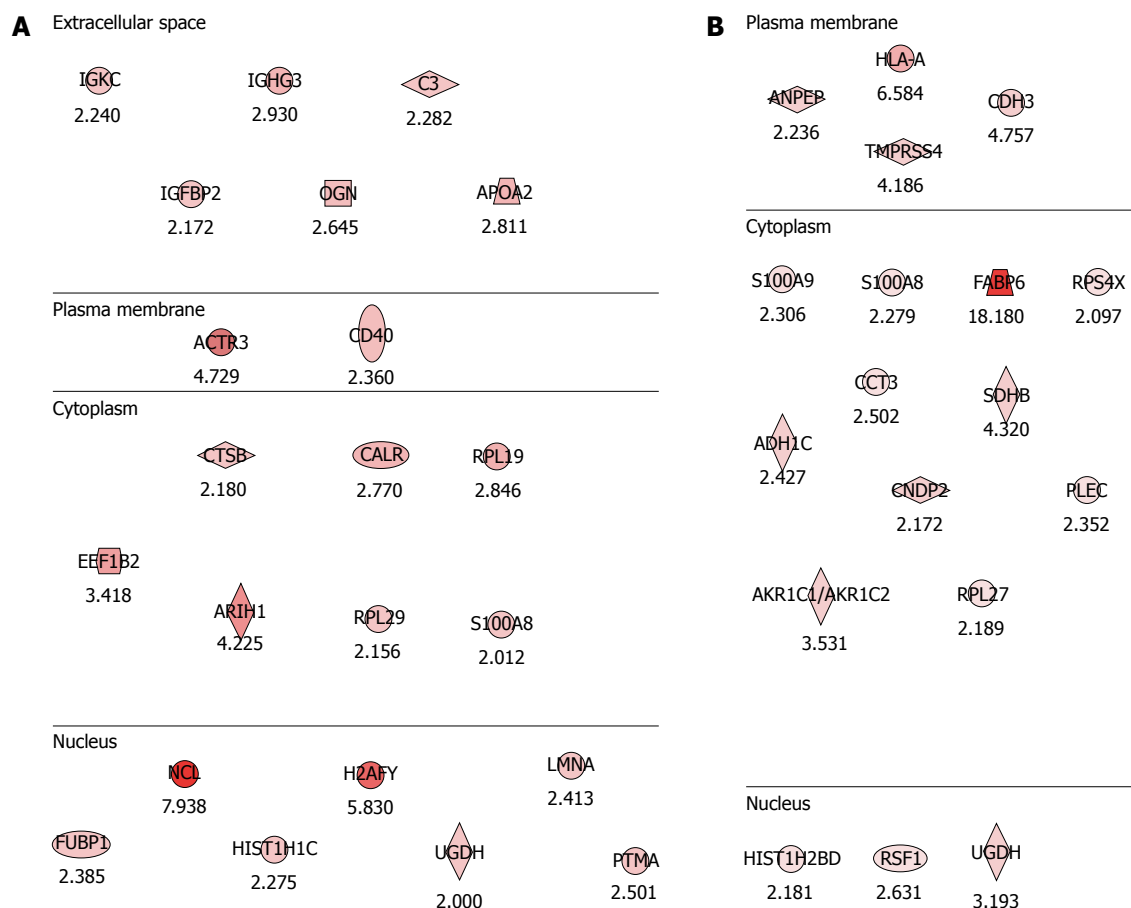 A
Extracellular space
IGKC
2.240
IGHG3
2.930
C3
2.282
IGFBP2
2.172
OGN
2.645
APOA2
2.811
Plasma membrane
ACTR3
4.729
CD40
2.360
Cytoplasm
CTSB
2.180
CALR
2.770
RPL19
2.846
EEF1B2
3.418
ARIH1
4.225
RPL29
2.156
S100A8
2.012
Nucleus
NCL
7.938
H2AFY
5.830
LMNA
2.413
FUBP1
2.385
HIST1H1C
2.275
UGDH
2.000
PTMA
2.501
B
Plasma membrane
HLA-A
6.584
ANPEP
2.236
CDH3
4.757
TMPRSS4
4.186
Cytoplasm
S100A9
2.306
S100A8
2.279
FABP6
18.180
RPS4X
2.097
CCT3
2.502
SDHB
4.320
ADH1C
2.427
CNDP2
2.172
PLEC
2.352
AKR1C1/AKR1C2
3.531
RPL27
2.189
Nucleus
HIST1H2BD
2.181
RSF1
2.631
UGDH
3.193